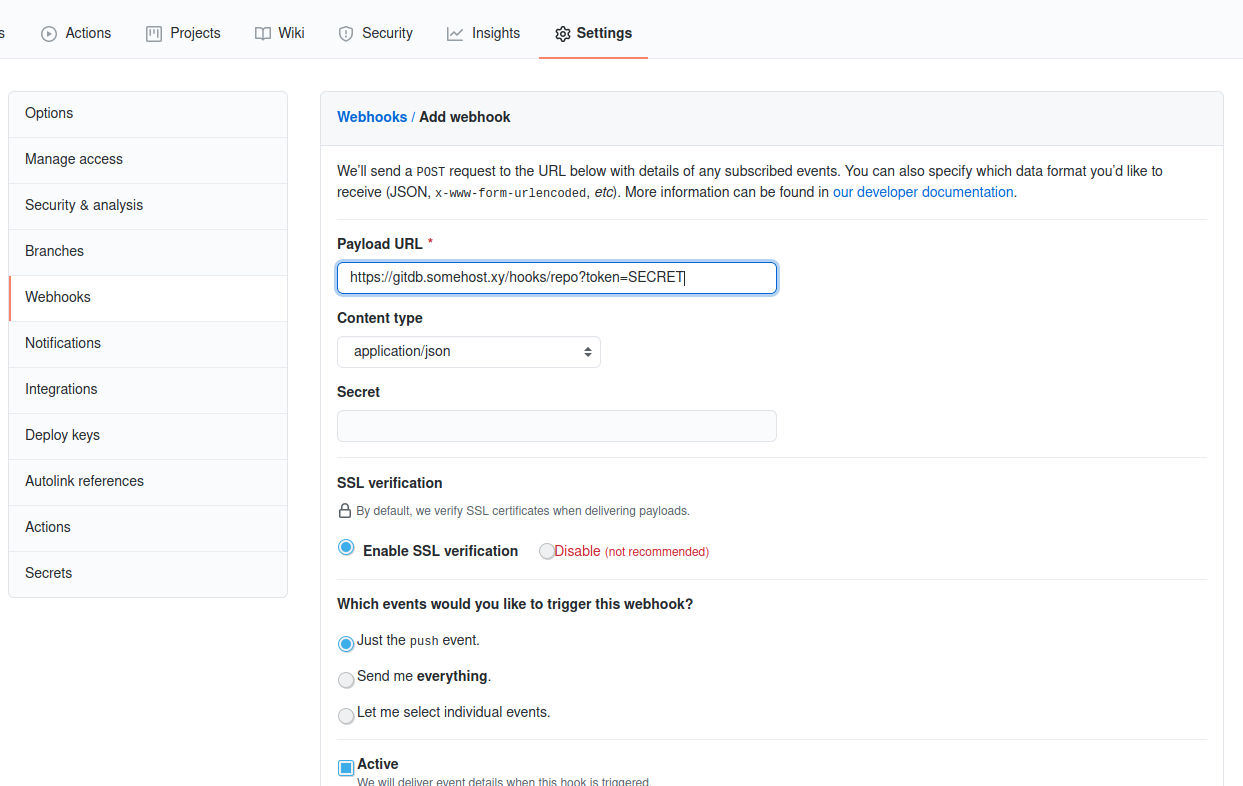 s Actions Projects Wiki Security Insights Settings
Options
Manage access
Security & analysis
Branches
Webhooks
Notifications
Integrations
Deploy keys
Autolink references
Actions
Secrets
Webhooks / Add webhook
We’ll send a POST request to the URL below with details of any subscribed events. You can also specify which data format you’d like to
receive (JSON, x-www-form-urlencoded, etc). More information can be found in our developer documentation.
Payload URL *
https://gitdb.somehost.xy/hooks/repo?token=SECRET
Content type
application/json
Secret
SSL verification
By default, we verify SSL certificates when delivering payloads.
Enable SSL verification Disable (not recommended)
Which events would you like to trigger this webhook?
Just the push event.
Send me everything.
Let me select individual events.
Active
We will deliver event details when this hook is triggered.